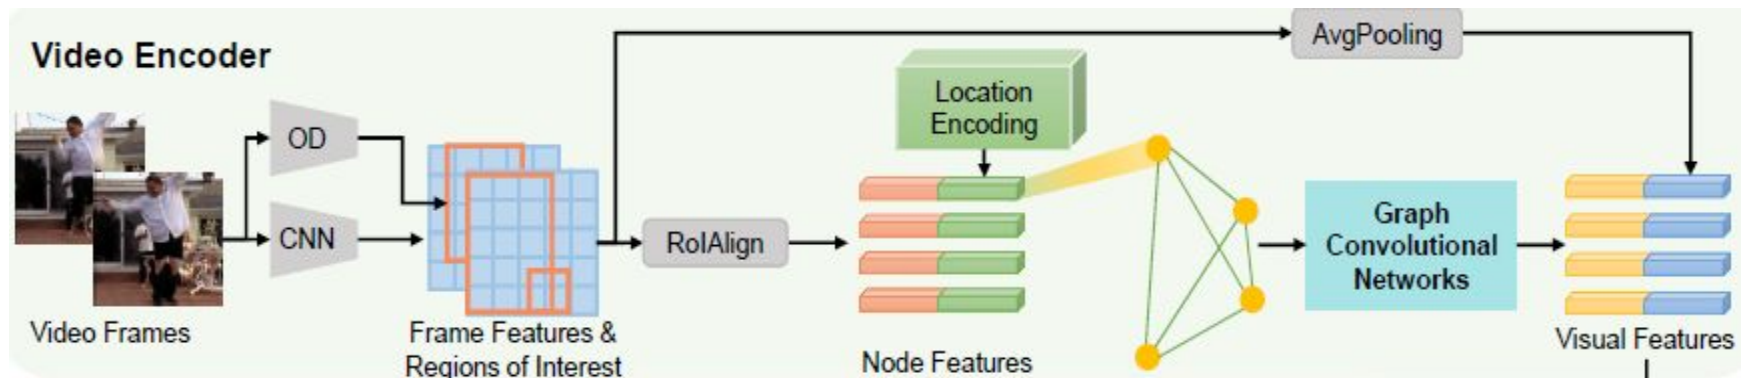 Video Encoder
AvgPooling
Location
Encoding
OD
CNN
RoIAlign
Graph
Convolutional
Networks
Video Frames
Frame Features &
Regions of Interest
Node Features
Visual Features